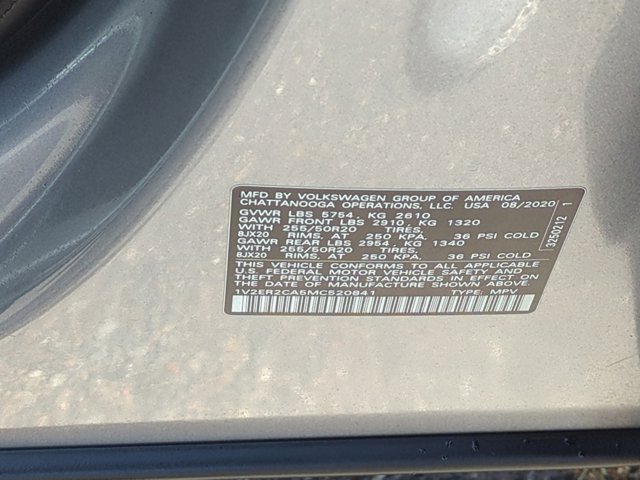 MFD BY VOLKSWAGEN GROUP OF AMERICA
CHATTANOOGA OPERATIONS, LLC. USA 08/2020
GVWR LBS 5754, KG 2610
GAWR FRONT LBS 2910, KG 1320
WITH 255/50R20 TIRES,
8JX20 RIMS, AT 250 KPA, 36 PSI COLD
GAWR REAR LBS 2954, KG 1340
WITH 255/50R20 TIRES,
8JX20 RIMS, AT 250 KPA, 36 PSI COLD
THIS VEHICLE CONFORMS TO ALL APPLICABLE
U.S. FEDERAL MOTOR VEHICLE SAFETY AND
THEFT PREVENTION STANDARDS IN EFFECT ON
THE DATE OF MANUFACTURE SHOWN ABOVE.
1V2ER2CA5MC520841 TYPE: MPV
3250212 1